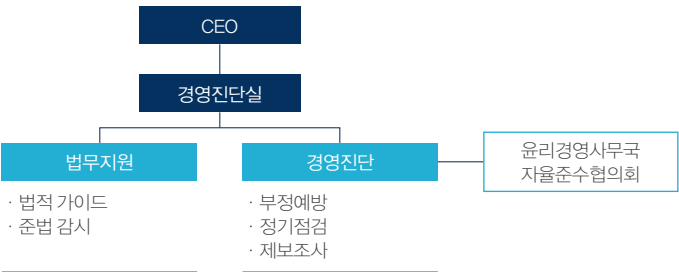 CEO
경영진단실
법무지원
· 법적 가이드
· 준법 감시
경영진단
· 부정예방
· 정기점검
· 제보조사
윤리경영사무국
자율준수협의회